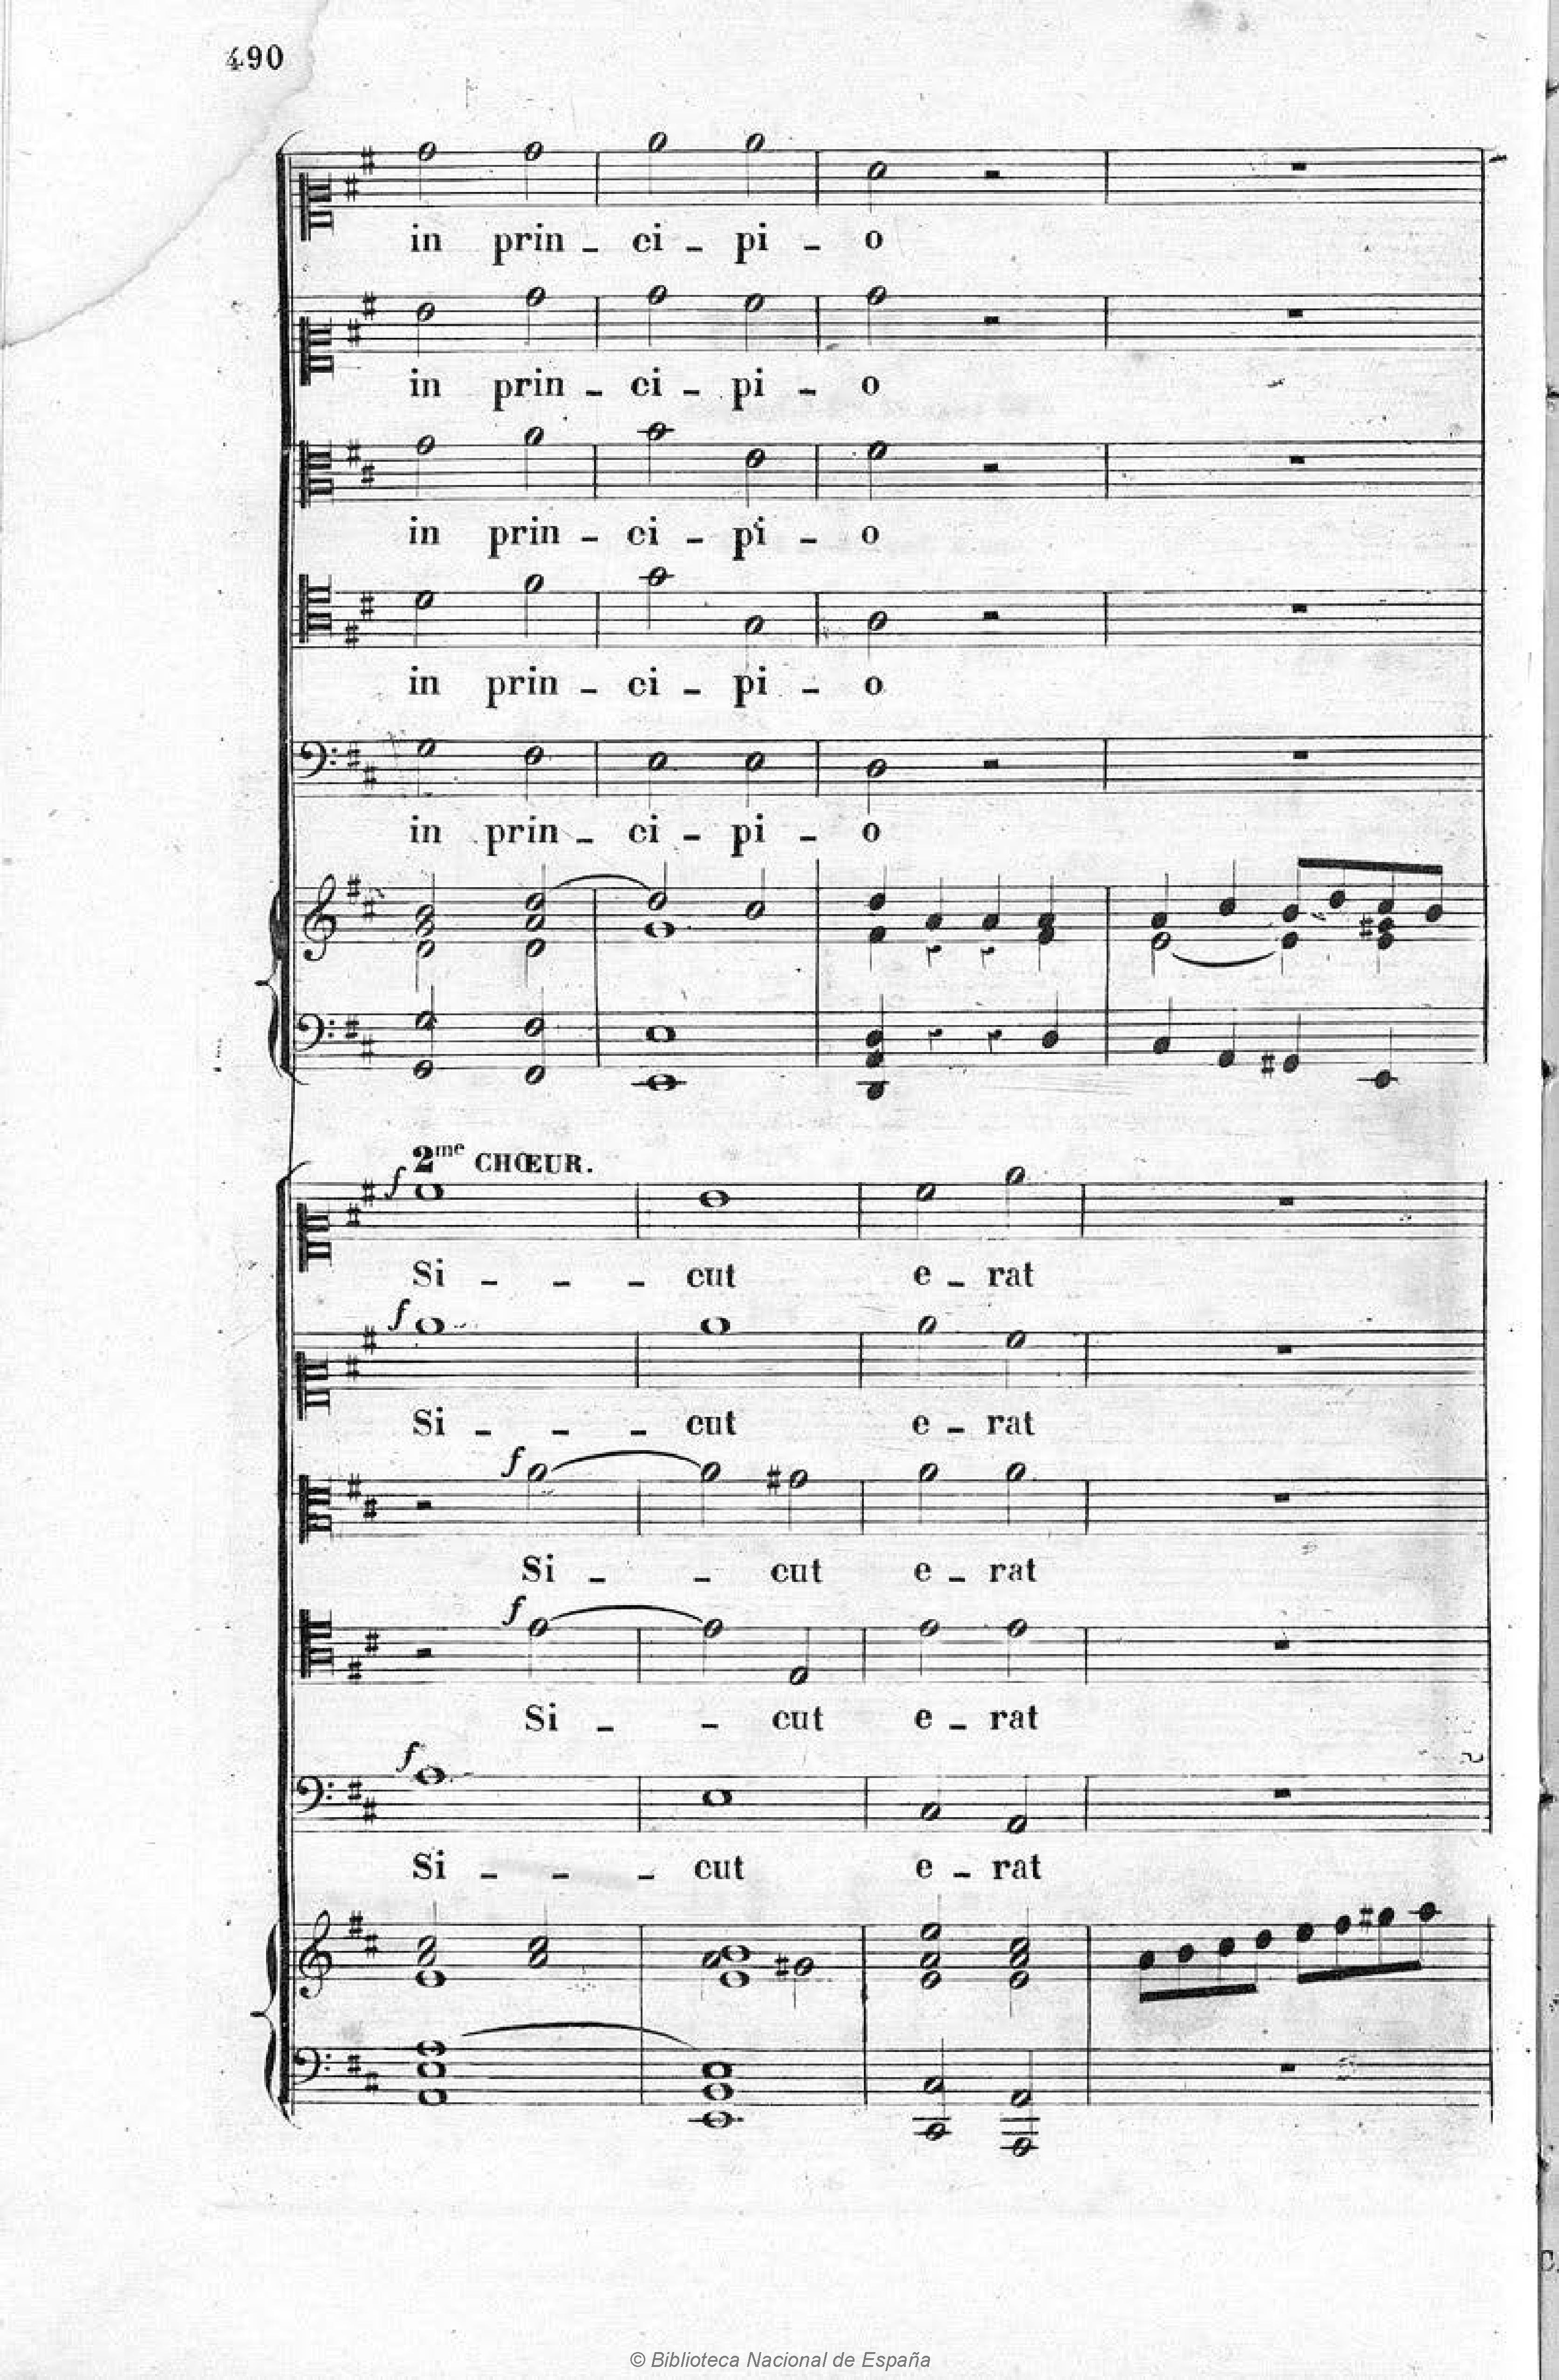 490
in prin - ci - pi - o
in prin - ci - pi - o
in prin - ci - pi - o
in prin - ci - pi - o
in prin - ci - pi - o
2me CHŒUR.
f
Si - - - cut e - rat
f
Si - - - cut e - rat
f
Si - - cut e - rat
f
Si - - cut e - rat
f
Si - - - cut e - rat
© Biblioteca Nacional de España